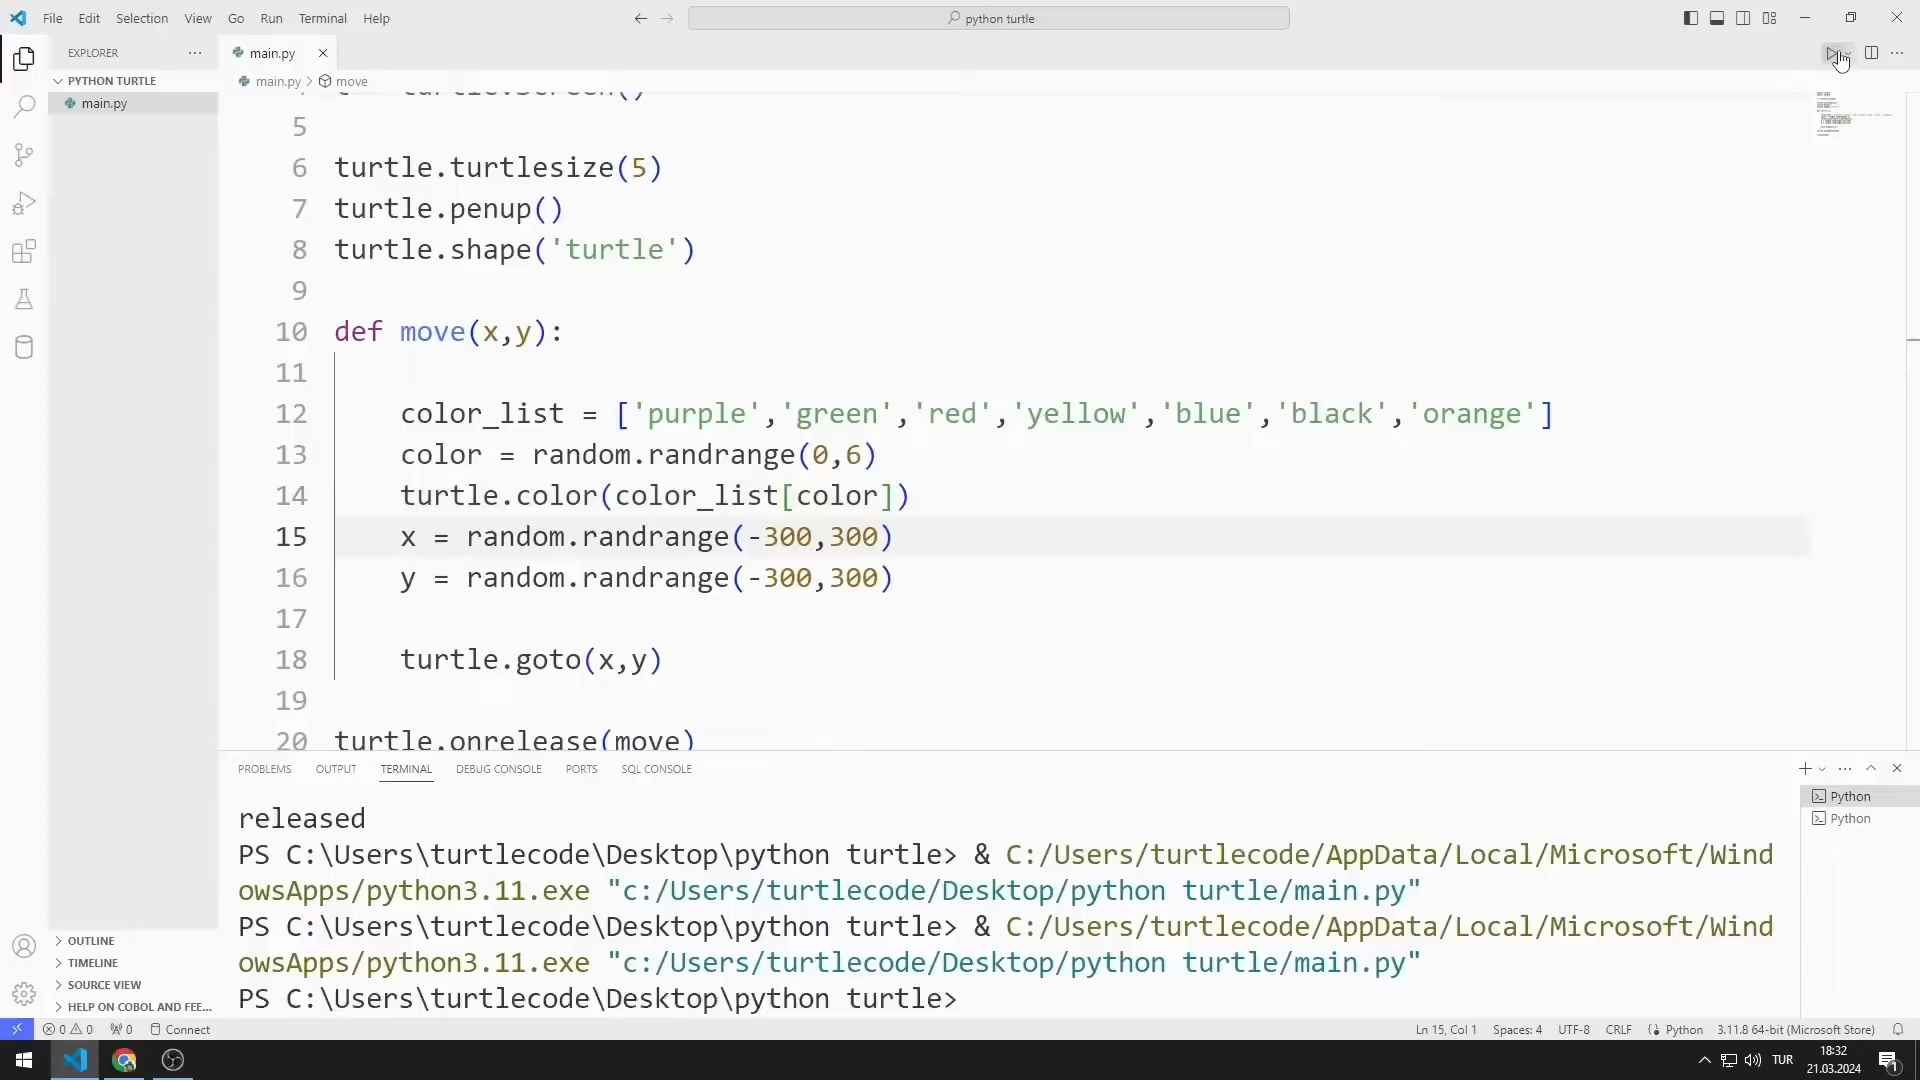 File Edit Selection View Go Run Terminal Help
python turtle
EXPLORER
main.py
PYTHON TURTLE
main.py > move
main.py
5
6 turtle.turtlesize(5)
7 turtle.penup()
8 turtle.shape('turtle')
9
10 def move(x,y):
11
12 color_list = ['purple','green','red','yellow','blue','black','orange']
13 color = random.randrange(0,6)
14 turtle.color(color_list[color])
15 x = random.randrange(-300,300)
16 y = random.randrange(-300,300)
17
18 turtle.goto(x,y)
19
20 turtle.onrelease(move)
PROBLEMS OUTPUT TERMINAL DEBUG CONSOLE PORTS SQL CONSOLE
Python
Python
released
PS C:\Users\turtlecode\Desktop\python turtle> & C:/Users/turtlecode/AppData/Local/Microsoft/Wind
owsApps/python3.11.exe "c:/Users/turtlecode/Desktop/python turtle/main.py"
PS C:\Users\turtlecode\Desktop\python turtle> & C:/Users/turtlecode/AppData/Local/Microsoft/Wind
owsApps/python3.11.exe "c:/Users/turtlecode/Desktop/python turtle/main.py"
PS C:\Users\turtlecode\Desktop\python turtle>
OUTLINE
TIMELINE
SOURCE VIEW
HELP ON COBOL AND FEE...
0 0 0 Connect
Ln 15, Col 1 Spaces: 4 UTF-8 CRLF Python 3.11.8 64-bit (Microsoft Store)
TUR
18:32
21.03.2024
1